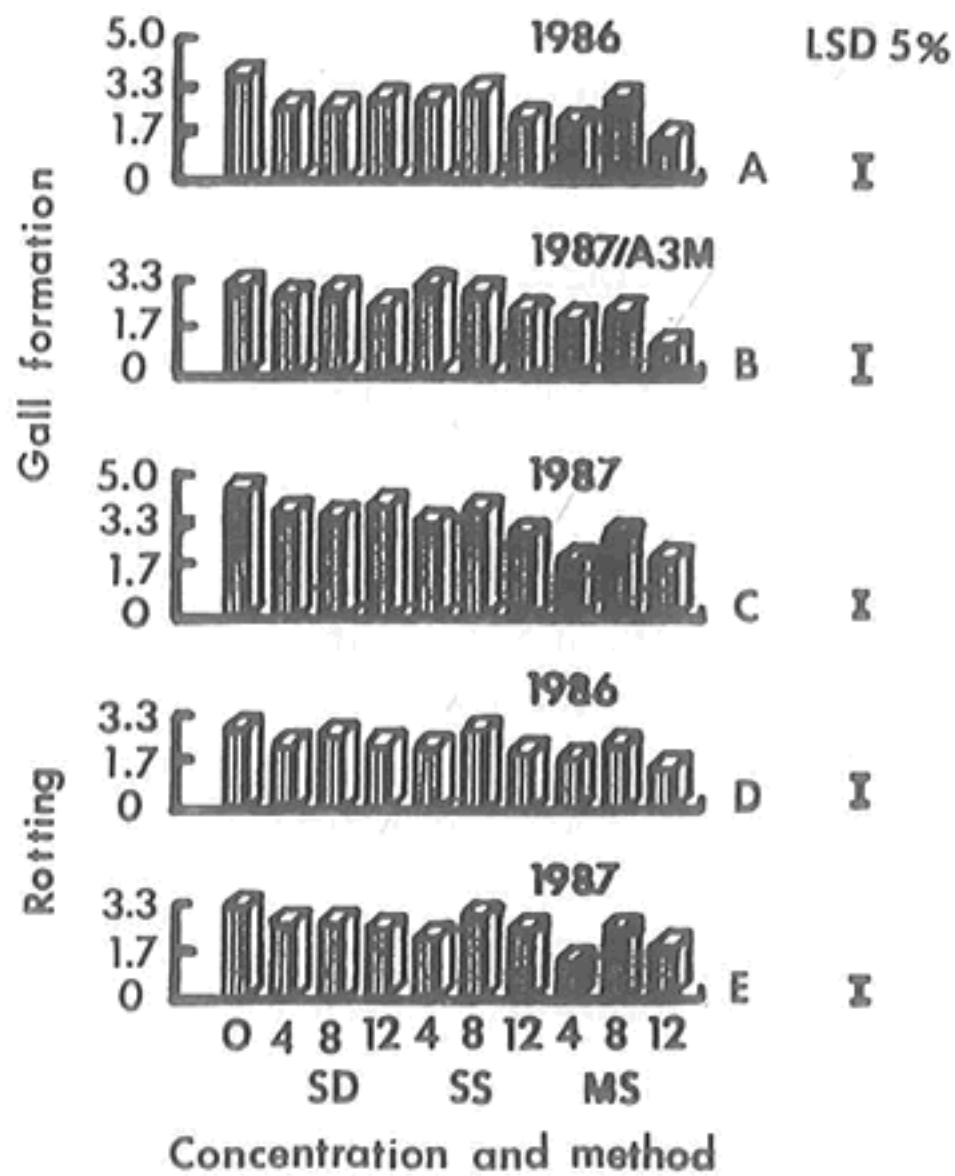 1986 LSD 5%
5.0
3.3
1.7
0
A
Gall formation
1987/A3M
3.3
1.7
0
B
1987
5.0
3.3
1.7
0
C
1986
3.3
1.7
0
D
Rotting
1987
3.3
1.7
0
E
0 4 8 12 4 8 12 4 8 12
SD SS MS
Concentration and method